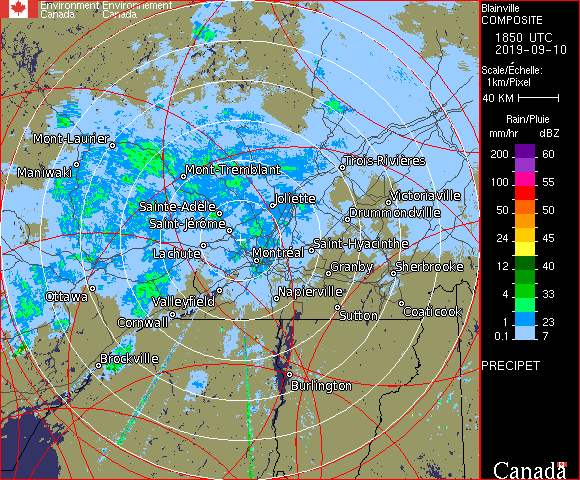 Environment Environnement
Canada Canada
Mont-Laurier
Maniwaki
Mont-Tremblant
Trois-Rivières
Sainte-Adèle
Joliette
Victoriaville
Saint-Jérôme
Drummondville
Lachute
Montréal
Saint-Hyacinthe
Granby
Sherbrooke
Ottawa
Valleyfield
Napierville
Cornwall
Sutton
Coaticook
Brockville
Burlington
Blainville
COMPOSITE
1850 UTC
2019-09-10
Scale/Échelle:
1km/Pixel
40 KM
Rain/Pluie
mm/hr dBZ
200 60
100 55
50 50
24 45
12 40
4 33
1 23
0.1 7
PRECIPET
Canada